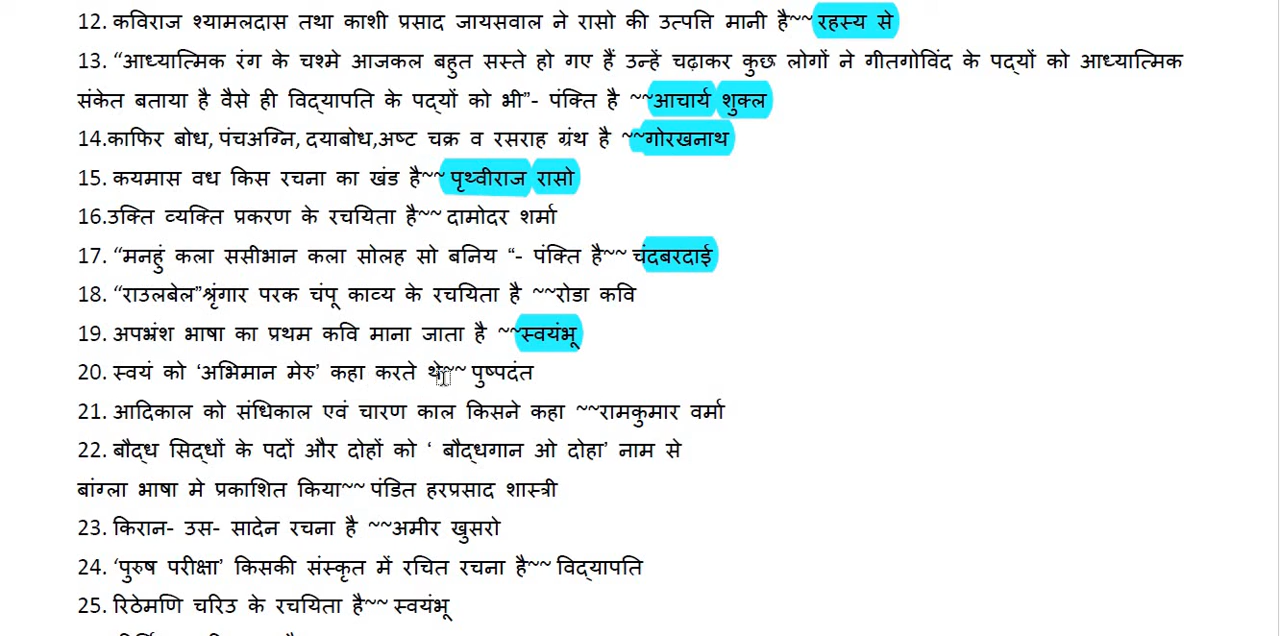 12. कविराज श्यामलदास तथा काशी प्रसाद जायसवाल ने रासो की उत्पत्ति मानी है~~ रहस्य से
13. “आध्यात्मिक रंग के चश्मे आजकल बहुत सस्ते हो गए हैं उन्हें चढ़ाकर कुछ लोगों ने गीतगोविंद के पद्यों को आध्यात्मिक
संकेत बताया है वैसे ही विद्यापति के पद्यों को भी”- पंक्ति है ~~आचार्य शुक्ल
14.काफिर बोध, पंचअग्नि, दयाबोध,अष्ट चक्र व रसराह ग्रंथ है ~~गोरखनाथ
15. कयमास वध किस रचना का खंड है~~ पृथ्वीराज रासो
16.उक्ति व्यक्ति प्रकरण के रचयिता है~~ दामोदर शर्मा
17. “मनहुं कला ससीभान कला सोलह सो बनिय “- पंक्ति है~~ चंदबरदाई
18. “राउलबेल”श्रृंगार परक चंपू काव्य के रचयिता है ~~रोडा कवि
19. अपभ्रंश भाषा का प्रथम कवि माना जाता है ~~स्वयंभू
20. स्वयं को ‘अभिमान मेरु’ कहा करते थे~~ पुष्पदंत
21. आदिकाल को संधिकाल एवं चारण काल किसने कहा ~~रामकुमार वर्मा
22. बौद्ध सिद्धों के पदों और दोहों को ‘ बौद्धगान ओ दोहा’ नाम से
बांग्ला भाषा मे प्रकाशित किया~~ पंडित हरप्रसाद शास्त्री
23. किरान- उस- सादेन रचना है ~~अमीर खुसरो
24. ‘पुरुष परीक्षा’ किसकी संस्कृत में रचित रचना है~~ विद्यापति
25. रिठेमणि चरिउ के रचयिता है~~ स्वयंभू